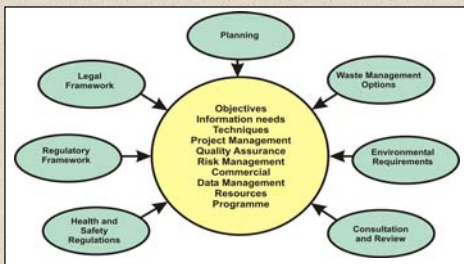 Planning
Legal
Framework
Waste Management
Options
Objectives
Information needs
Techniques
Project Management
Quality Assurance
Risk Management
Commercial
Data Management
Resources
Programme
Regulatory
Framework
Environmental
Requirements
Health and
Safety
Regulations
Consultation
and Review